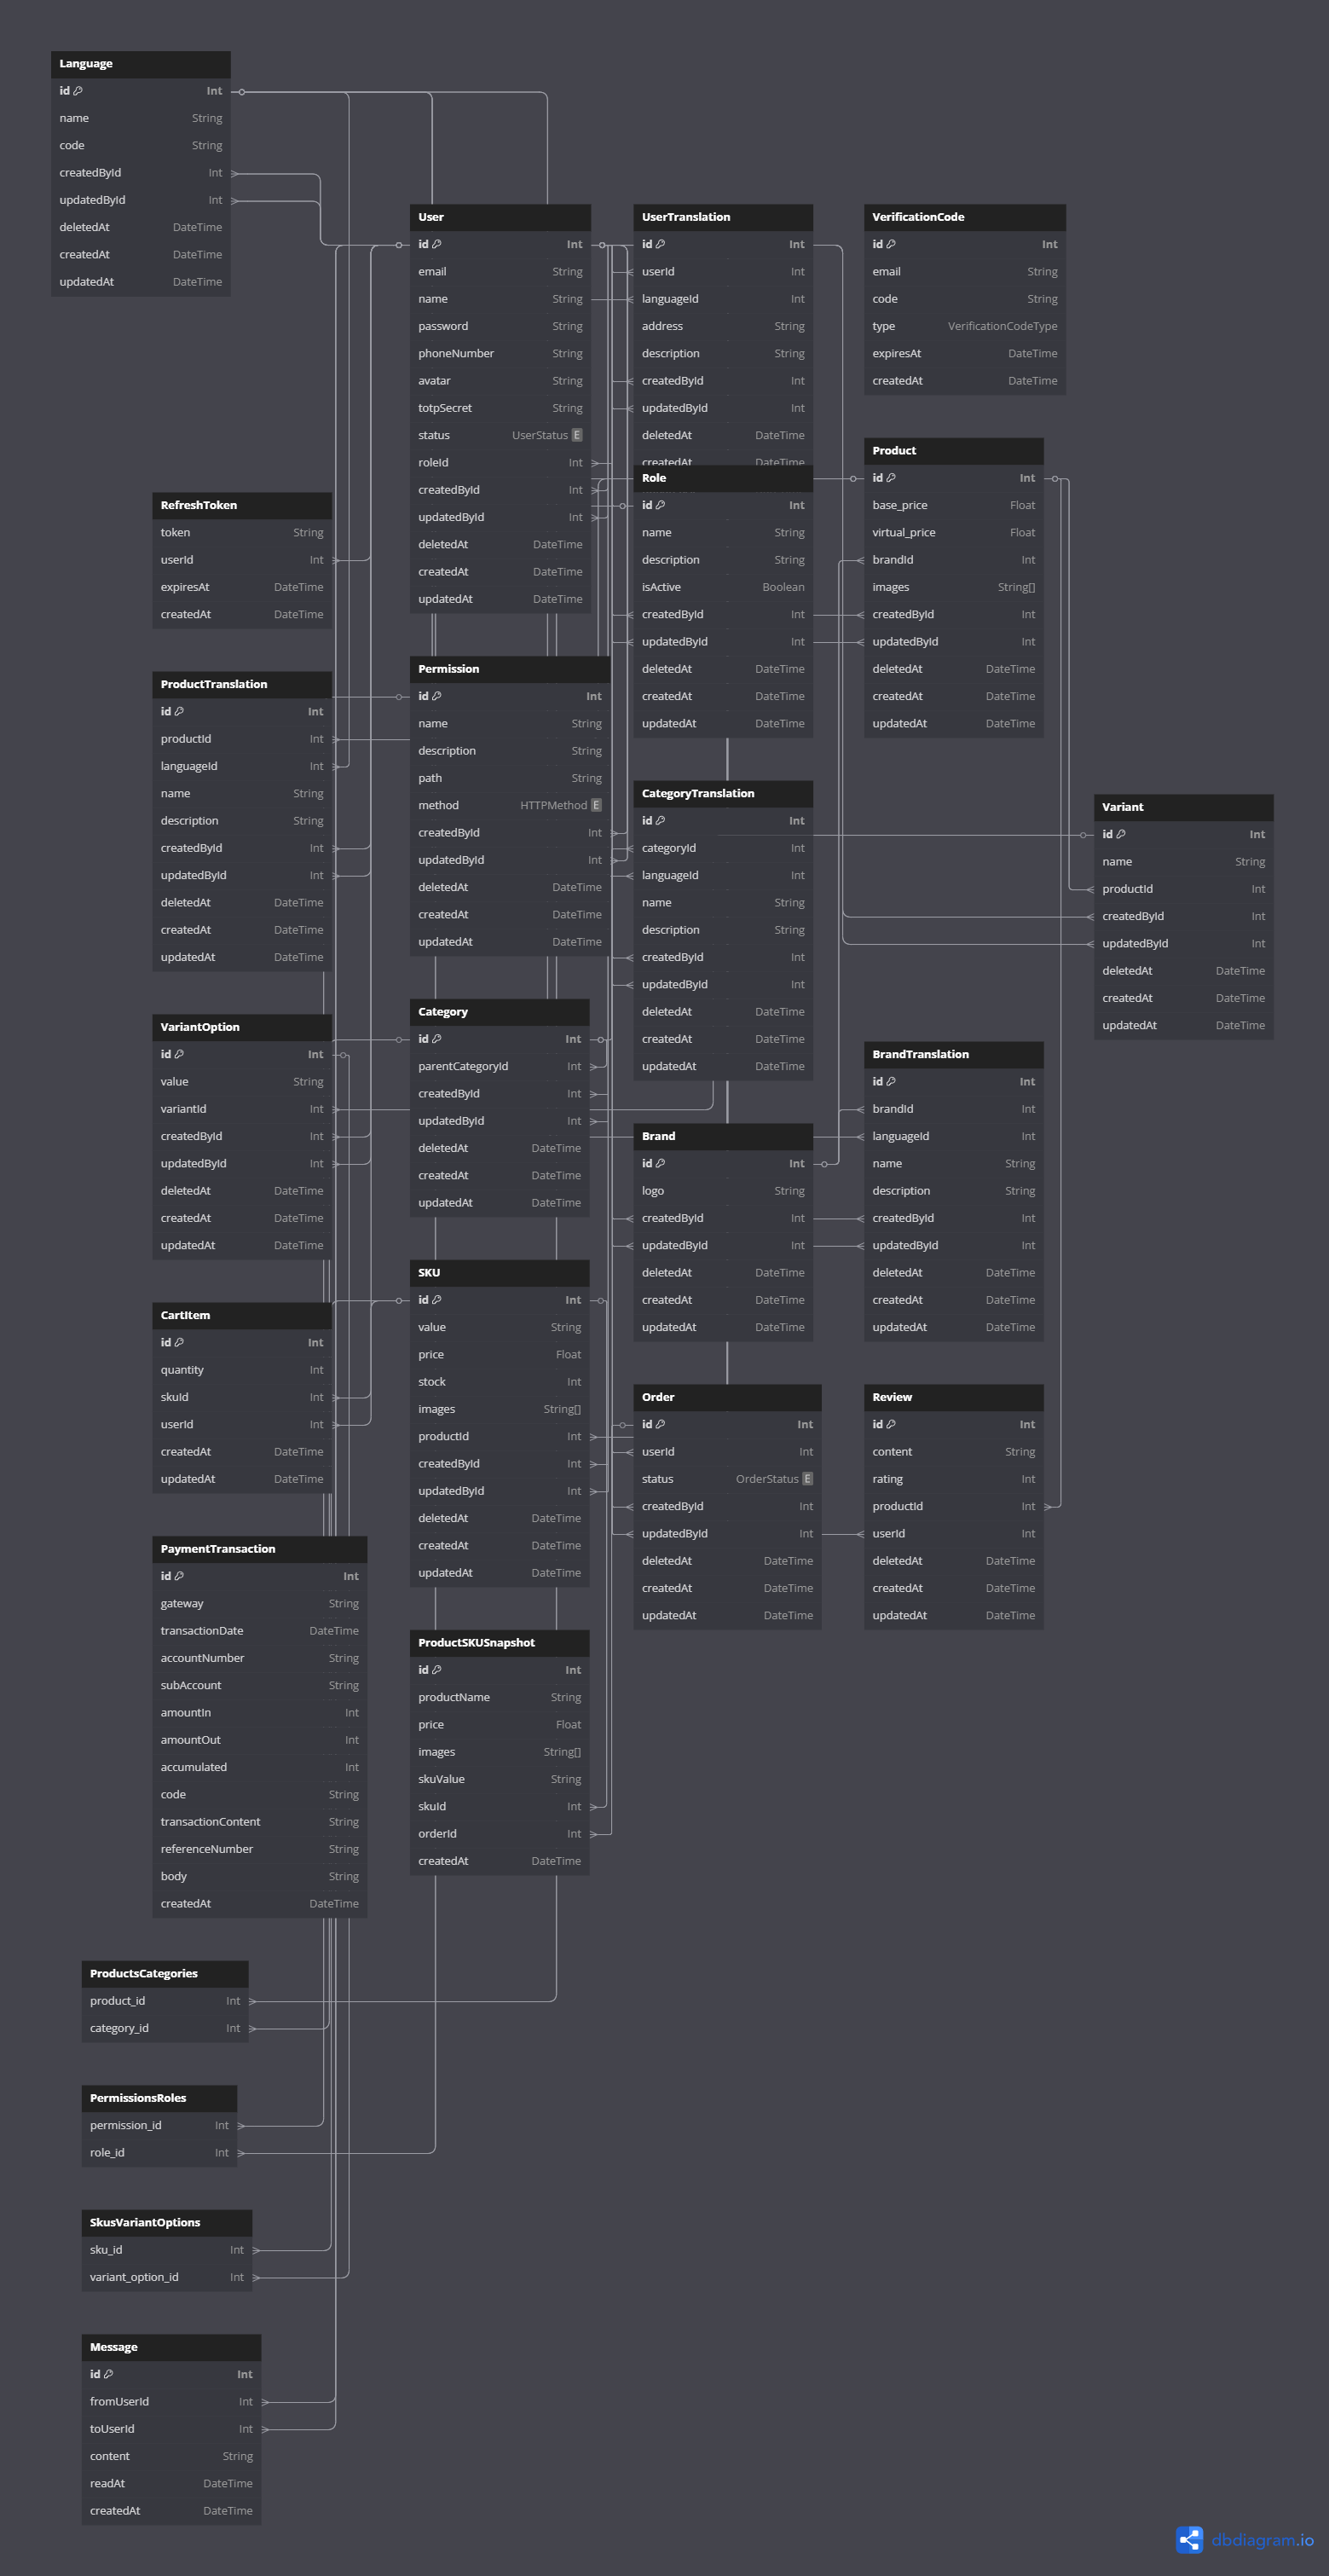 Language
id Int
name String
code String
createdById Int
updatedById Int
deletedAt DateTime
createdAt DateTime
updatedAt DateTime
User
id Int
email String
name String
password String
phoneNumber String
avatar String
totpSecret String
status UserStatus E
roleId Int
createdById Int
updatedById Int
deletedAt DateTime
createdAt DateTime
updatedAt DateTime
UserTranslation
id Int
userId Int
languageId Int
address String
description String
createdById Int
updatedById Int
deletedAt DateTime
createdAt DateTime
VerificationCode
id Int
email String
code String
type VerificationCodeType
expiresAt DateTime
createdAt DateTime
Role
id Int
name String
description String
isActive Boolean
createdById Int
updatedById Int
deletedAt DateTime
createdAt DateTime
updatedAt DateTime
Product
id Int
base_price Float
virtual_price Float
brandId Int
images String[]
createdById Int
updatedById Int
deletedAt DateTime
createdAt DateTime
updatedAt DateTime
RefreshToken
token String
userId Int
expiresAt DateTime
createdAt DateTime
ProductTranslation
id Int
productId Int
languageId Int
name String
description String
createdById Int
updatedById Int
deletedAt DateTime
createdAt DateTime
updatedAt DateTime
Permission
id Int
name String
description String
path String
method HTTPMethod E
createdById Int
updatedById Int
deletedAt DateTime
createdAt DateTime
updatedAt DateTime
CategoryTranslation
id Int
categoryId Int
languageId Int
name String
description String
createdById Int
updatedById Int
deletedAt DateTime
createdAt DateTime
updatedAt DateTime
Variant
id Int
name String
productId Int
createdById Int
updatedById Int
deletedAt DateTime
createdAt DateTime
updatedAt DateTime
VariantOption
id Int
value String
variantId Int
createdById Int
updatedById Int
deletedAt DateTime
createdAt DateTime
updatedAt DateTime
Category
id Int
parentCategoryId Int
createdById Int
updatedById Int
deletedAt DateTime
createdAt DateTime
updatedAt DateTime
Brand
id Int
logo String
createdById Int
updatedById Int
deletedAt DateTime
createdAt DateTime
updatedAt DateTime
BrandTranslation
id Int
brandId Int
languageId Int
name String
description String
createdById Int
updatedById Int
deletedAt DateTime
createdAt DateTime
updatedAt DateTime
CartItem
id Int
quantity Int
skuId Int
userId Int
createdAt DateTime
updatedAt DateTime
SKU
id Int
value String
price Float
stock Int
images String[]
productId Int
createdById Int
updatedById Int
deletedAt DateTime
createdAt DateTime
updatedAt DateTime
Order
id Int
userId Int
status OrderStatus E
createdById Int
updatedById Int
deletedAt DateTime
createdAt DateTime
updatedAt DateTime
Review
id Int
content String
rating Int
productId Int
userId Int
deletedAt DateTime
createdAt DateTime
updatedAt DateTime
PaymentTransaction
id Int
gateway String
transactionDate DateTime
accountNumber String
subAccount String
amountIn Int
amountOut Int
accumulated Int
code String
transactionContent String
referenceNumber String
body String
createdAt DateTime
ProductSKUSnapshot
id Int
productName String
price Float
images String[]
skuValue String
skuId Int
orderId Int
createdAt DateTime
ProductsCategories
product_id Int
category_id Int
PermissionsRoles
permission_id Int
role_id Int
SkusVariantOptions
sku_id Int
variant_option_id Int
Message
id Int
fromUserId Int
toUserId Int
content String
readAt DateTime
createdAt DateTime
dbdiagram.io